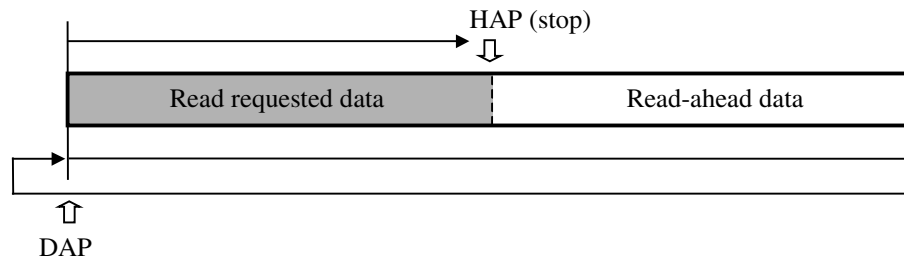 HAP (stop)
Read requested data
Read-ahead data
DAP